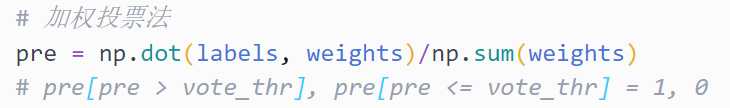 # 加权投票法
pre = np.dot(labels, weights)/np.sum(weights)
# pre[pre > vote_thr], pre[pre <= vote_thr] = 1, 0